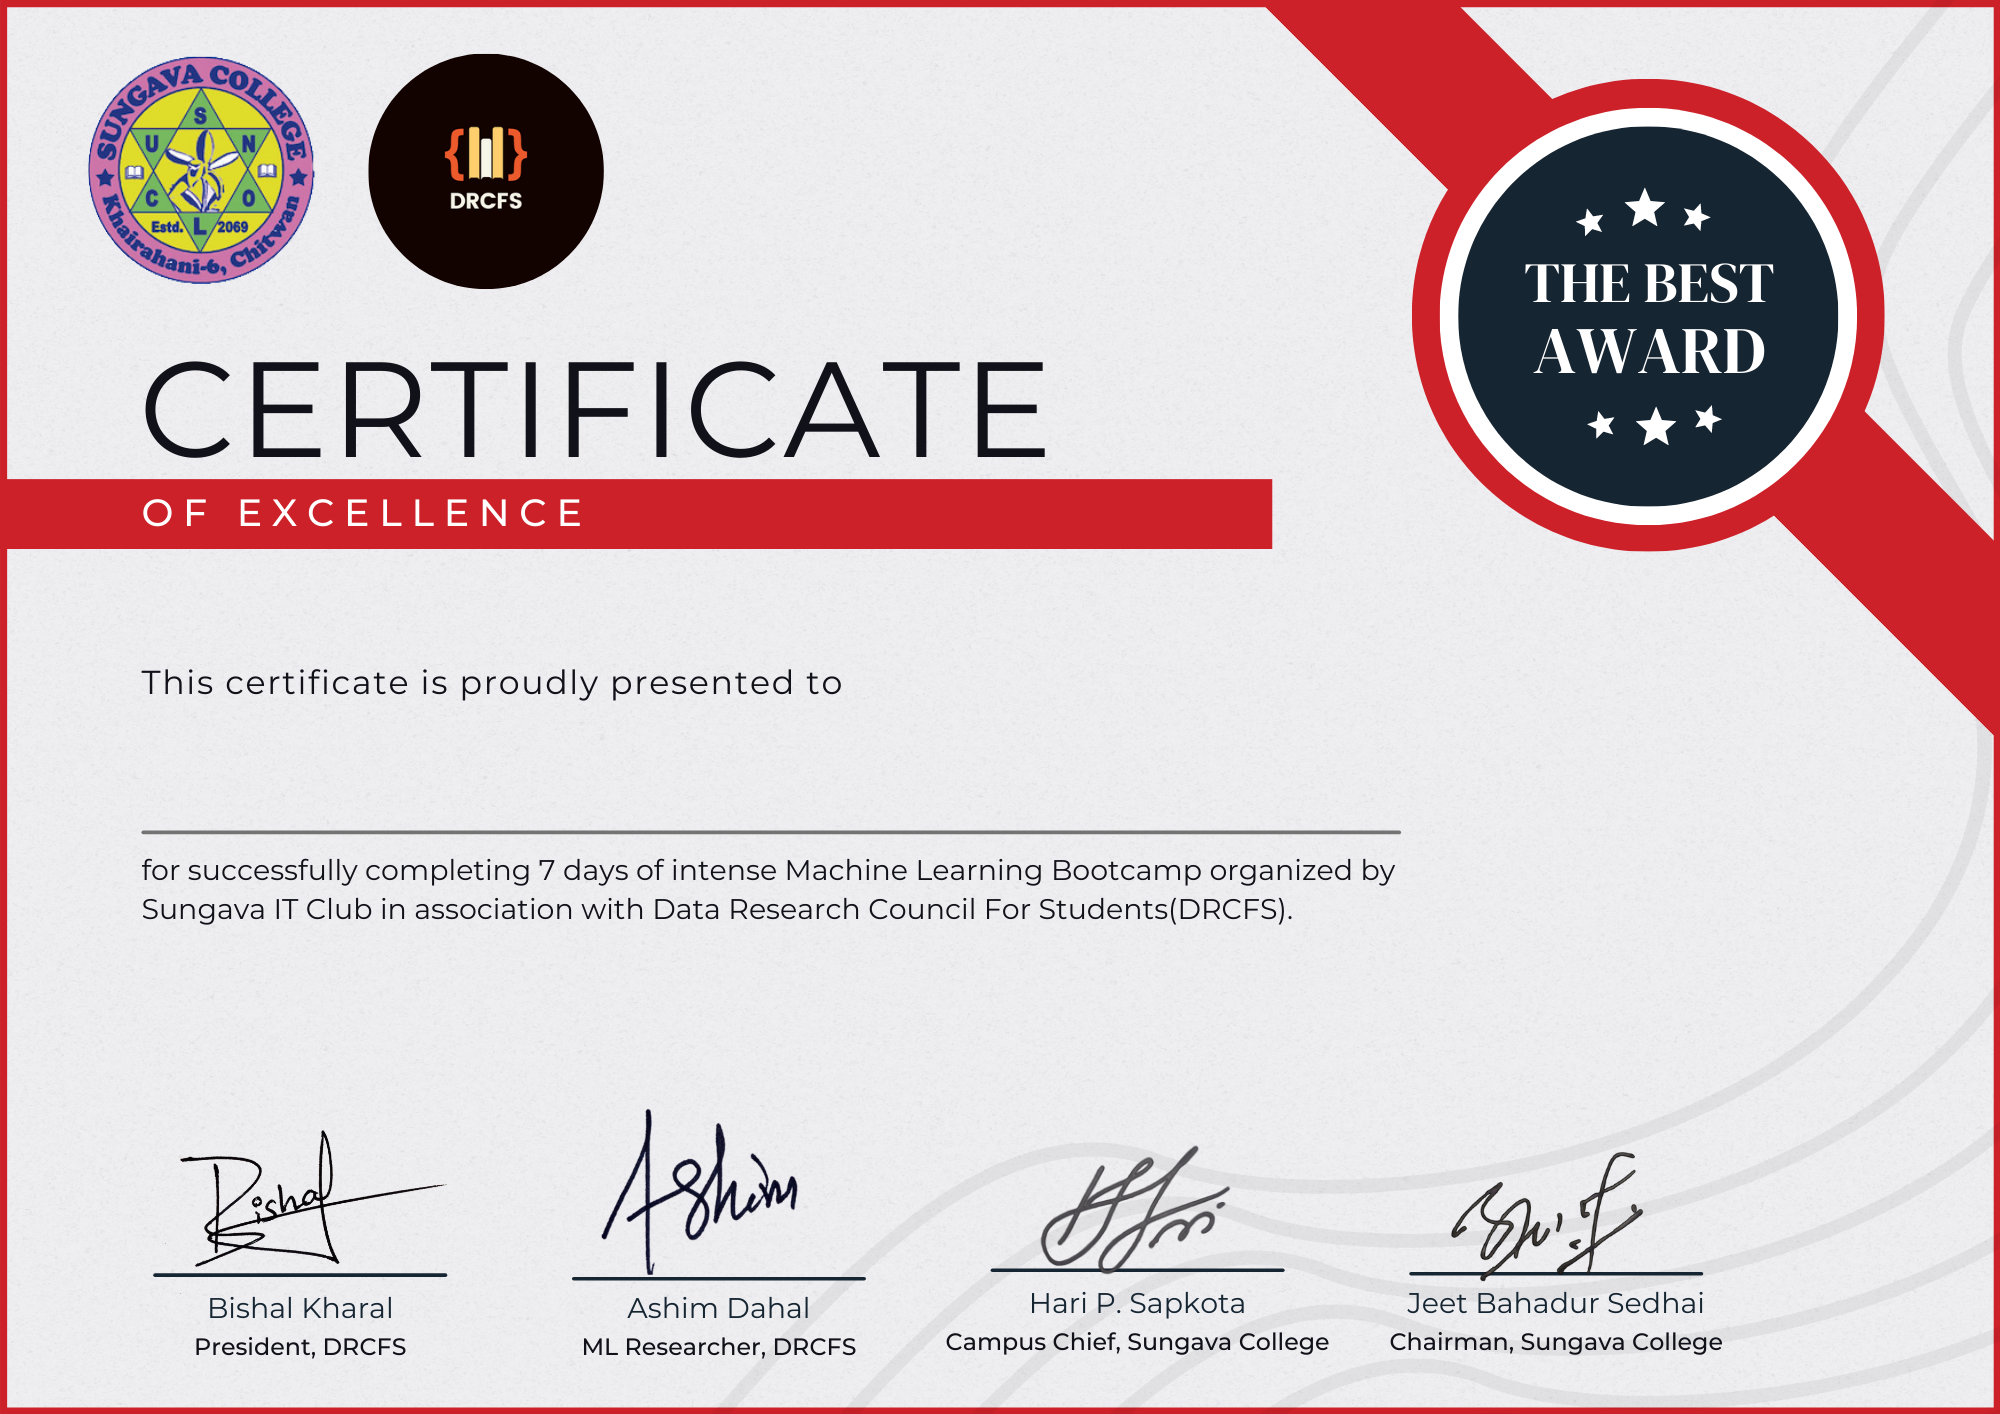 SUNGAVA COLLEGE
S
U N
C O
Estd. L 2069
Khairahani-6, Chitwan
DRCFS
THE BEST
AWARD
CERTIFICATE
OF EXCELLENCE
This certificate is proudly presented to
for successfully completing 7 days of intense Machine Learning Bootcamp organized by
Sungava IT Club in association with Data Research Council For Students(DRCFS).
Bishal
Ashim
Bishal Kharal
President, DRCFS
Ashim Dahal
ML Researcher, DRCFS
Hari P. Sapkota
Campus Chief, Sungava College
Jeet Bahadur Sedhai
Chairman, Sungava College